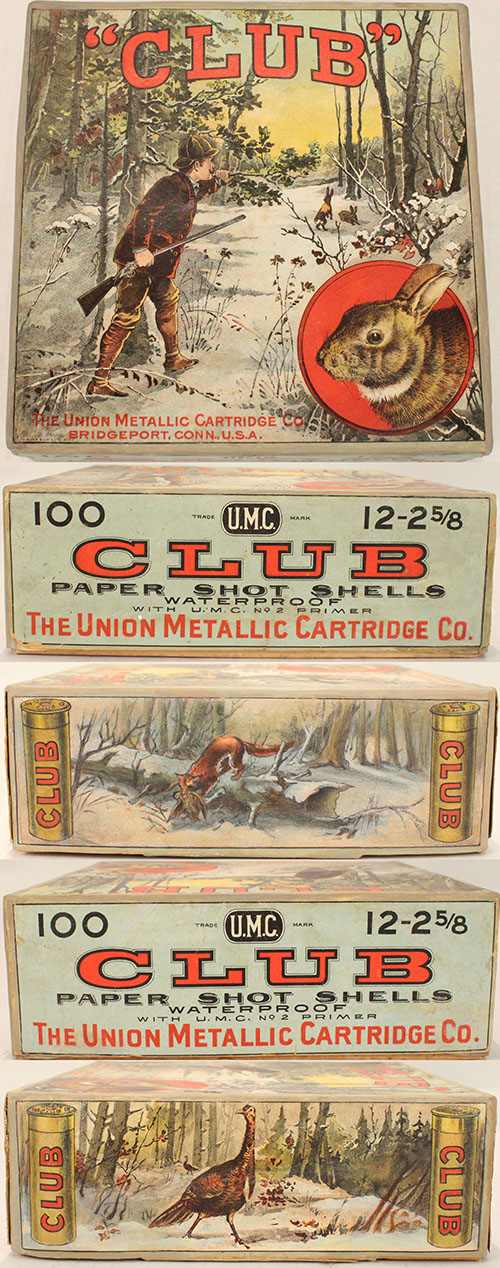 "CLUB"
THE UNION METALLIC CARTRIDGE CO.
BRIDGEPORT, CONN. U.S.A.
100 TRADE U.M.C. MARK 12-2 5/8
CLUB
PAPER SHOT SHELLS
WATERPROOF
WITH U.M.C. No 2 PRIMER
THE UNION METALLIC CARTRIDGE CO.
CLUB
CLUB
100 TRADE U.M.C. MARK 12-2 5/8
CLUB
PAPER SHOT SHELLS
WATERPROOF
WITH U.M.C. No 2 PRIMER
THE UNION METALLIC CARTRIDGE CO.
CLUB
CLUB